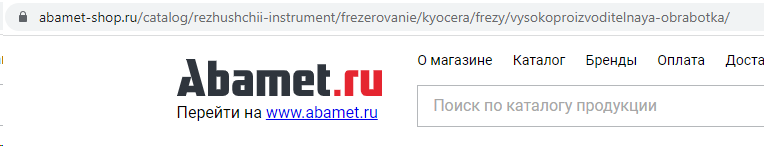 abamet-shop.ru/catalog/rezhushchii-instrument/frezerovanie/kyocera/frezy/vysokoproizvoditelnaya-obrabotka/
Abamet.ru
Перейти на www.abamet.ru
О магазине Каталог Бренды Оплата Доста
Поиск по каталогу продукции